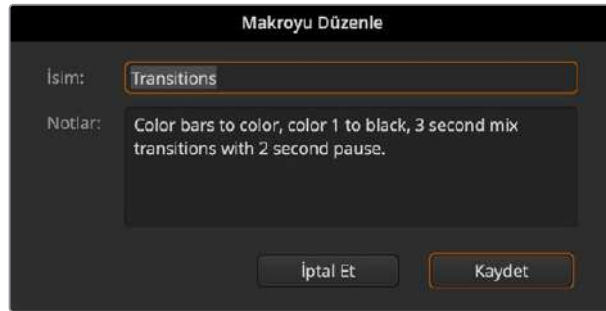 Makroyu Düzenle
İsim: Transitions
Notlar: Color bars to color, color 1 to black, 3 second mix
transitions with 2 second pause.
İptal Et Kaydet